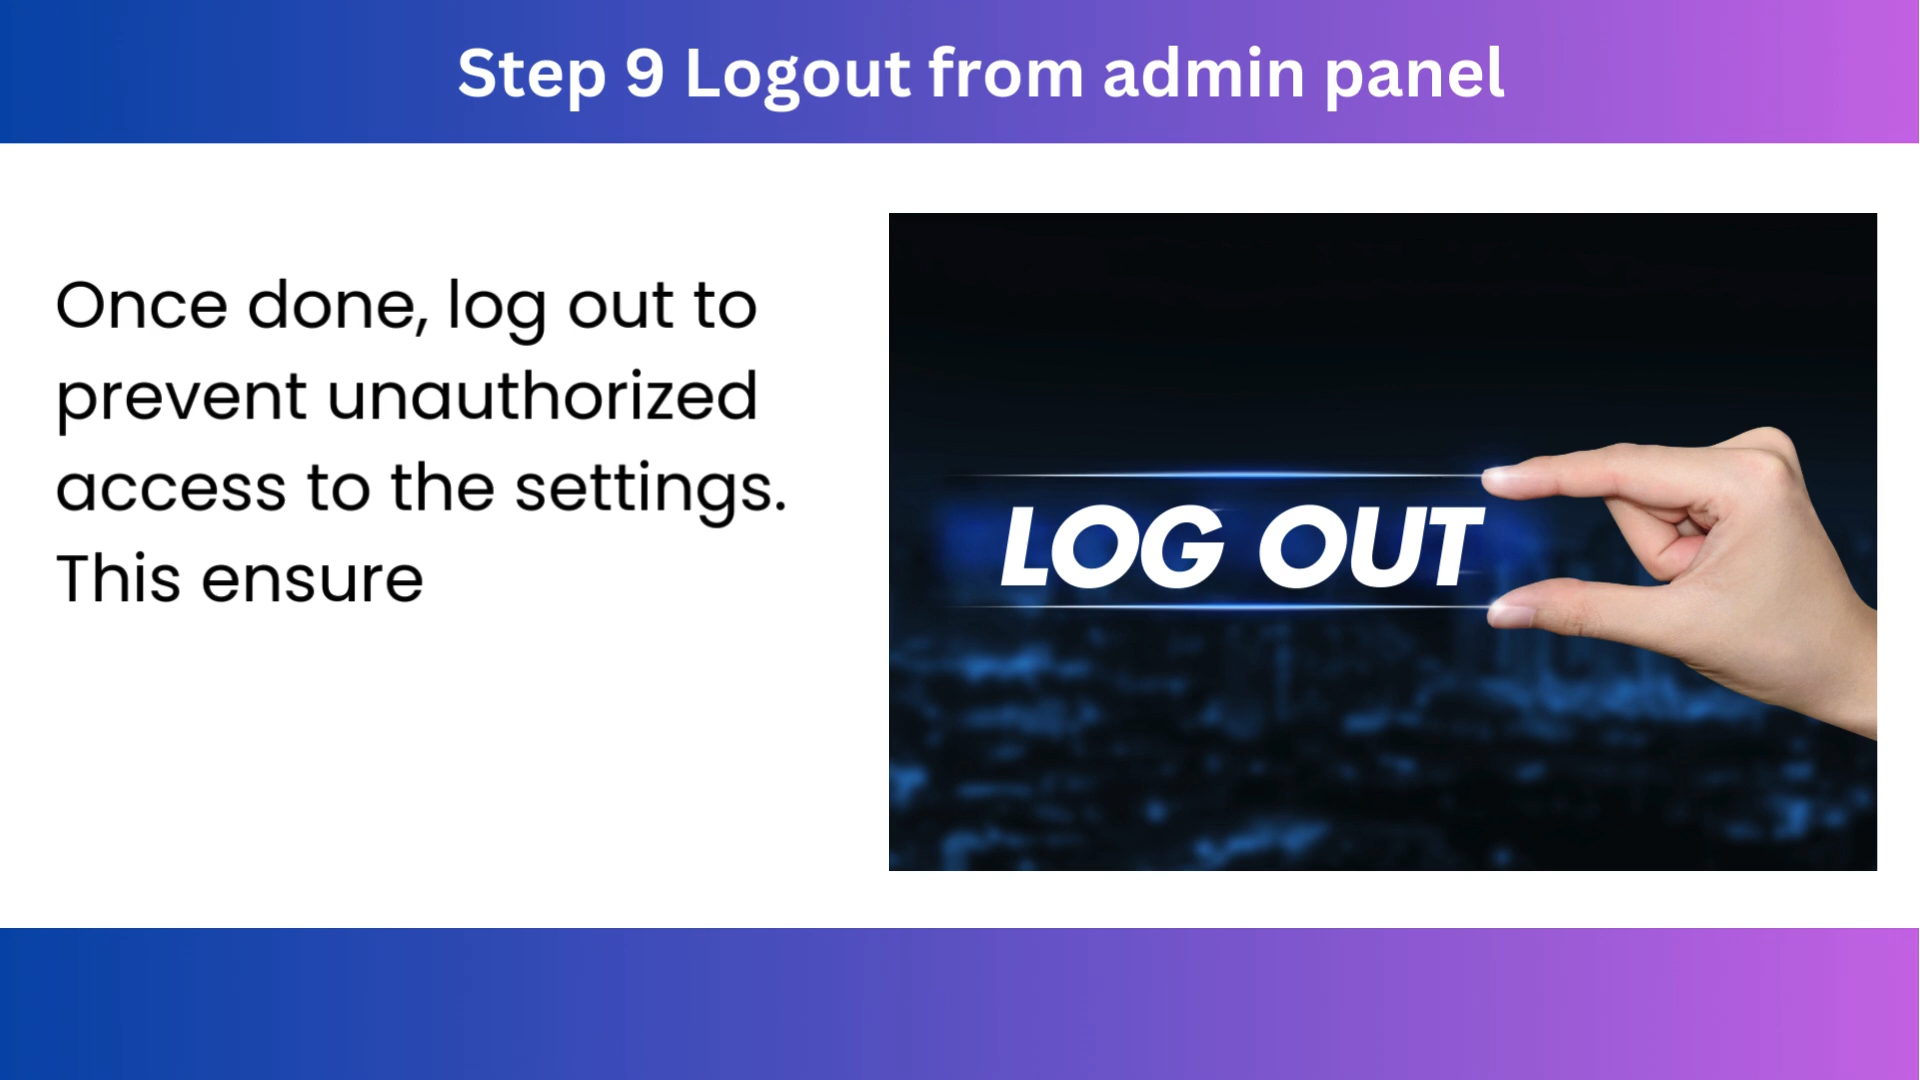 Step 9 Logout from admin panel
Once done, log out to
prevent unauthorized
access to the settings.
This ensure
LOG OUT